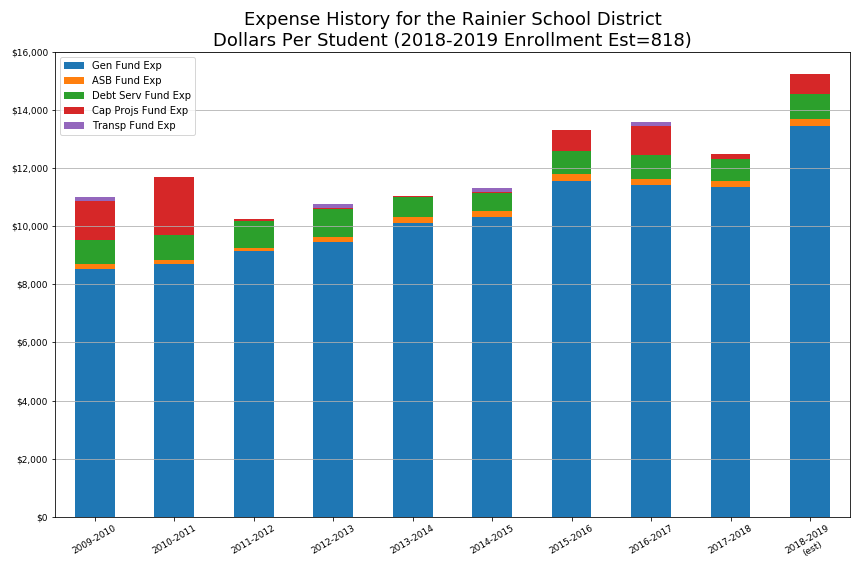 Expense History for the Rainier School District
Dollars Per Student (2018-2019 Enrollment Est=818)
$16,000
$14,000
$12,000
$10,000
$8,000
$6,000
$4,000
$2,000
$0
Gen Fund Exp
ASB Fund Exp
Debt Serv Fund Exp
Cap Projs Fund Exp
Transp Fund Exp
2009-2010
2010-2011
2011-2012
2012-2013
2013-2014
2014-2015
2015-2016
2016-2017
2017-2018
2018-2019
(est)